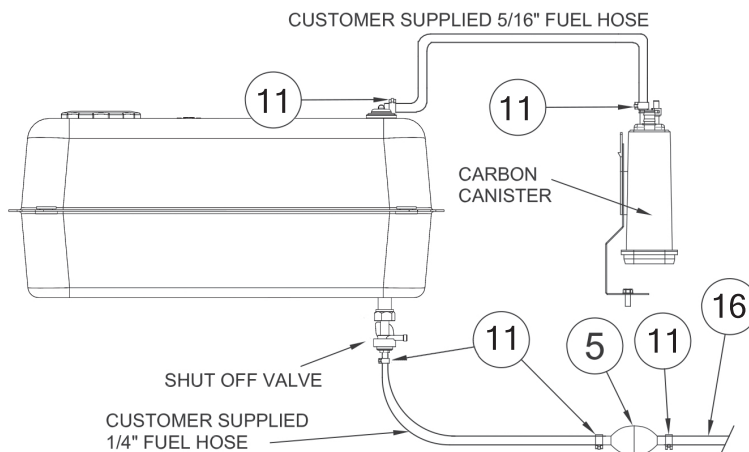 CUSTOMER SUPPLIED 5/16" FUEL HOSE
11
11
CARBON
CANISTER
16
11
5
11
SHUT OFF VALVE
CUSTOMER SUPPLIED
1/4" FUEL HOSE